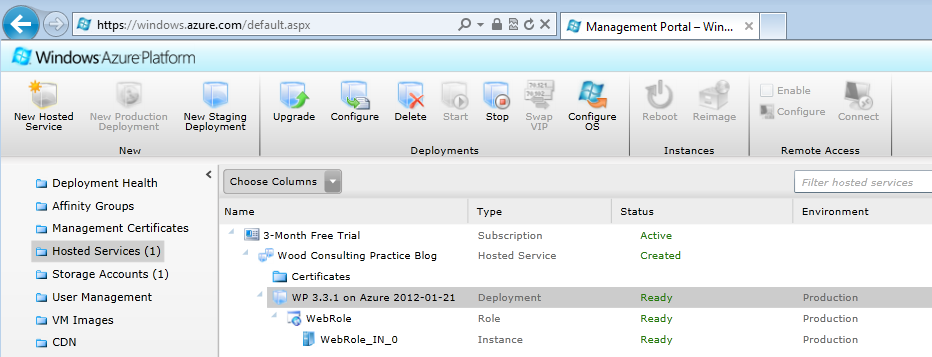 https://windows.azure.com/default.aspx
Management Portal – Win...
Windows Azure Platform
New Hosted Service
New Production Deployment
New Staging Deployment
New
Upgrade
Configure
Delete
Start
Stop
Swap VIP
Configure OS
Deployments
Reboot
Reimage
Instances
Enable
Configure
Connect
Remote Access
Deployment Health
Affinity Groups
Management Certificates
Hosted Services (1)
Storage Accounts (1)
User Management
VM Images
CDN
Choose Columns
Filter hosted services
Name Type Status Environment
3-Month Free Trial Subscription Active
Wood Consulting Practice Blog Hosted Service Created
Certificates
WP 3.3.1 on Azure 2012-01-21 Deployment Ready Production
WebRole Role Ready Production
WebRole_IN_0 Instance Ready Production